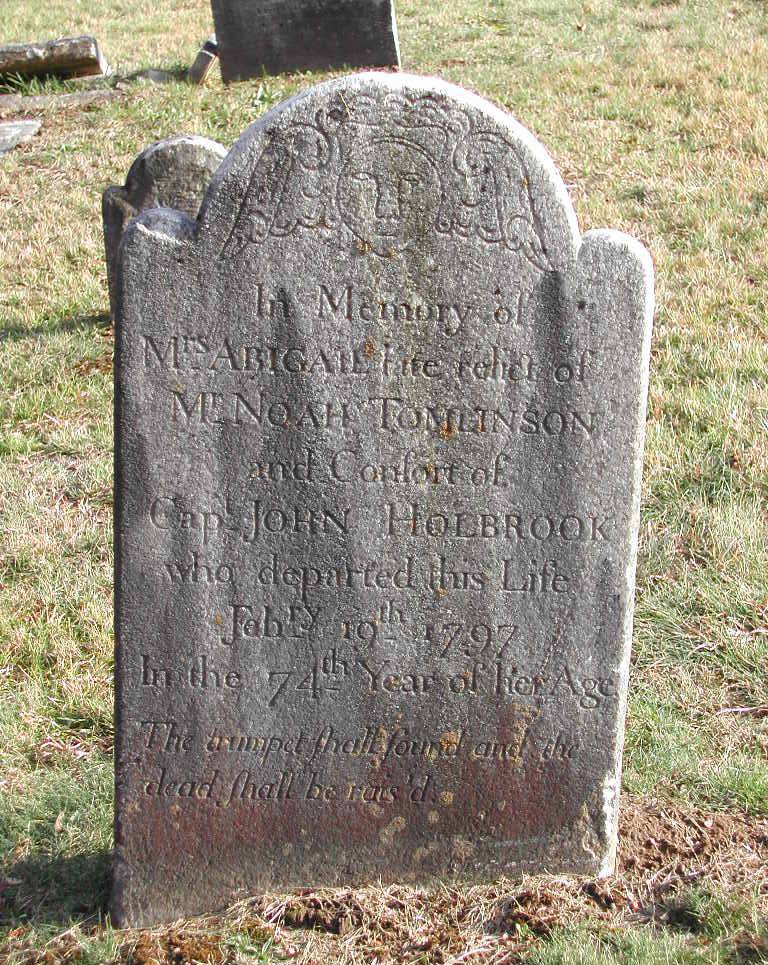 In Memory of
Mrs. ABIGAIL late relict of
Mr. NOAH TOMLINSON
and Conſort of
Capt. JOHN HOLBROOK
who departed this Life
Febry 19th 1797
In the 74th Year of her Age
The trumpet ſhall ſound and the
dead ſhall be rais'd.